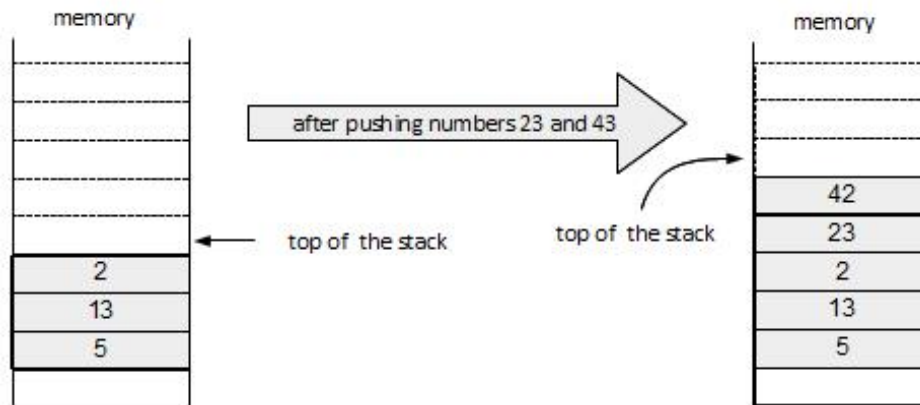 memory
memory
after pushing numbers 23 and 43
42
top of the stack
top of the stack
23
2
2
13
13
5
5